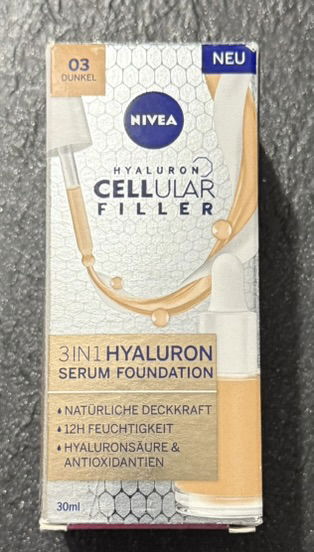 03
DUNKEL
NEU
NIVEA
HYALURON
CELLULAR
FILLER
3IN1 HYALURON
SERUM FOUNDATION
NATÜRLICHE DECKKRAFT
12H FEUCHTIGKEIT
HYALURONSÄURE &
ANTIOXIDANTIEN
30ml